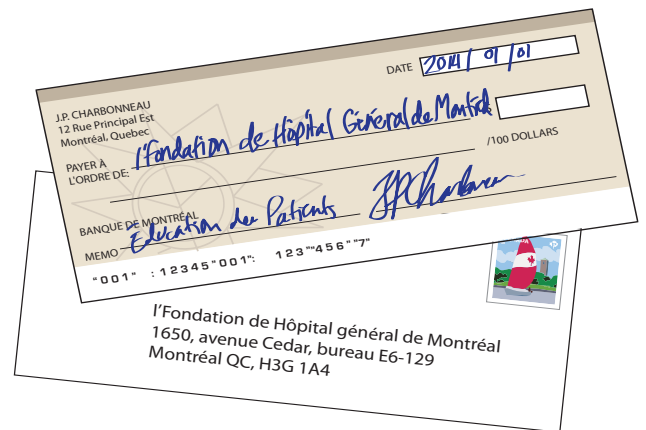 DATE 2014/01/01
J.P. CHARBONNEAU
12 Rue Principal Est
Montréal, Quebec
PAYER À
L'ORDRE DE: l'Fondation de Hôpital Général de Montréal
/100 DOLLARS
BANQUE DE MONTRÉAL
MEMO Éducation des Patients JPCharbonneau
"001" :12345"001": 123""456""7"
l'Fondation de Hôpital général de Montréal
1650, avenue Cedar, bureau E6-129
Montréal QC, H3G 1A4